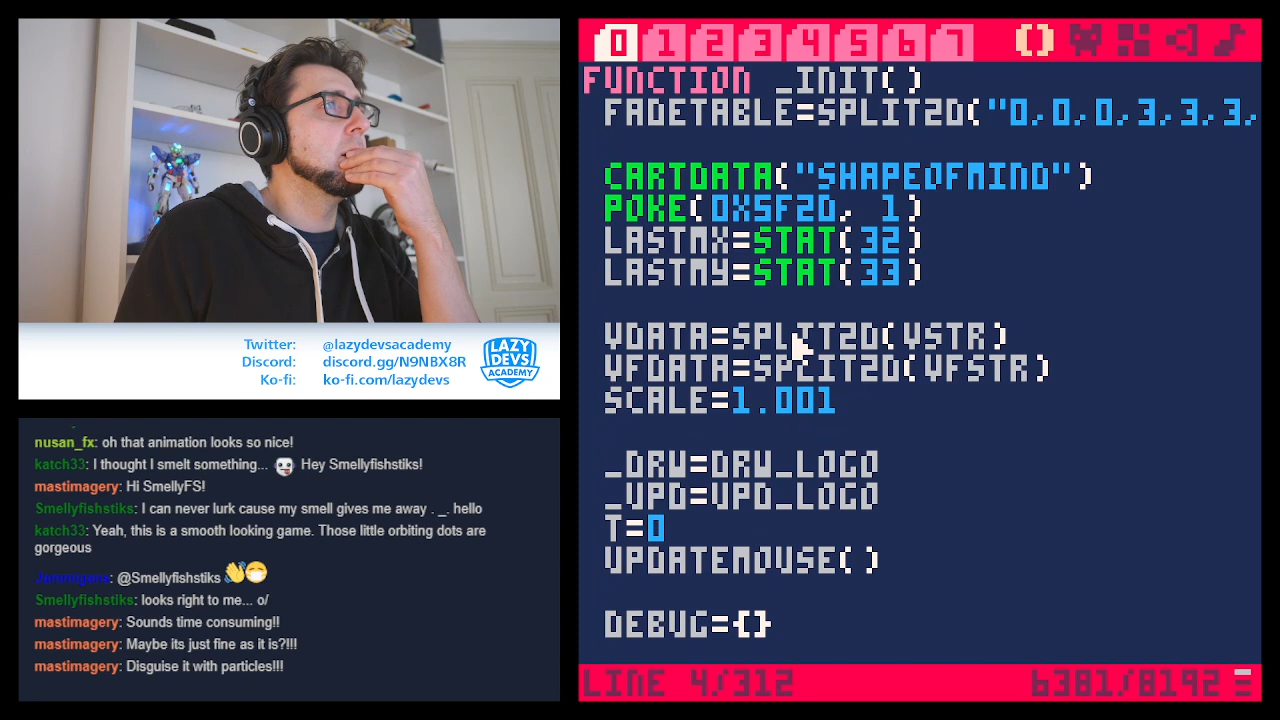 Twitter: @lazydevsacademy
Discord: discord.gg/N9NBX8R
Ko-fi: ko-fi.com/lazydevs
LAZY
DEVS
ACADEMY
nusan_fx: oh that animation looks so nice!
katch33: I thought I smelt something... Hey Smellyfishstiks!
mastimagery: Hi SmellyFS!
Smellyfishstiks: I can never lurk cause my smell gives me away . _. hello
katch33: Yeah, this is a smooth looking game. Those little orbiting dots are
gorgeous
@Smellyfishstiks
Smellyfishstiks: looks right to me... o/
mastimagery: Sounds time consuming!!
mastimagery: Maybe its just fine as it is?!!!
mastimagery: Disguise it with particles!!!
0 1 2 3 4 5 6 7 ()
FUNCTION _INIT()
FADETABLE=SPLIT2D("0,0,0,3,3,3,
CARTDATA("SHAPEOFMIND")
POKE(0X5F2D, 1)
LASTMX=STAT(32)
LASTMY=STAT(33)
VDATA=SPLIT2D(VSTR)
VFDATA=SPLIT2D(VFSTR)
SCALE=1.001
_DRW=DRW_LOGO
_UPD=UPD_LOGO
T=0
UPDATEMOUSE()
DEBUG={}
LINE 4/312 6381/8192